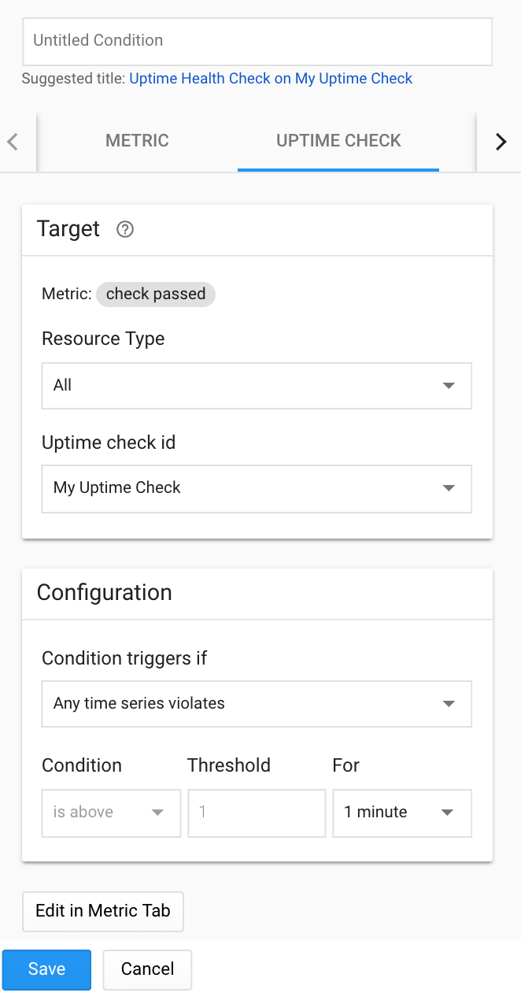 Untitled Condition
Suggested title: Uptime Health Check on My Uptime Check
METRIC UPTIME CHECK
Target
Metric: check passed
Resource Type
All
Uptime check id
My Uptime Check
Configuration
Condition triggers if
Any time series violates
Condition Threshold For
is above 1 1 minute
Edit in Metric Tab
Save Cancel